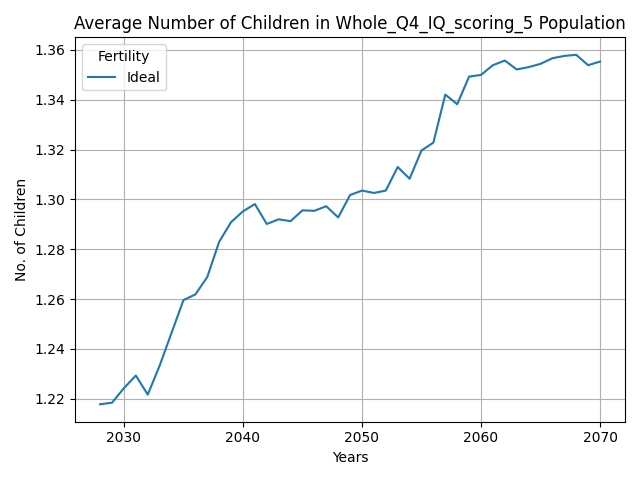 Average Number of Children in Whole_Q4_IQ_scoring_5 Population
Fertility
Ideal
1.36
1.34
1.32
1.30
1.28
1.26
1.24
1.22
No. of Children
2030 2040 2050 2060 2070
Years